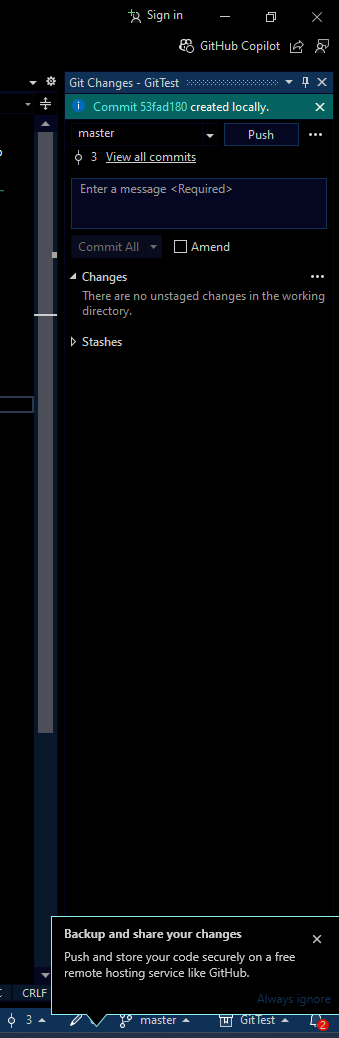 Sign in
GitHub Copilot
Git Changes - GitTest
Commit 53fad180 created locally.
master
Push
3 View all commits
Enter a message <Required>
Commit All
Amend
Changes
There are no unstaged changes in the working
directory.
Stashes
Backup and share your changes
Push and store your code securely on a free
remote hosting service like GitHub.
Always ignore
CRLF
3
master
GitTest
2